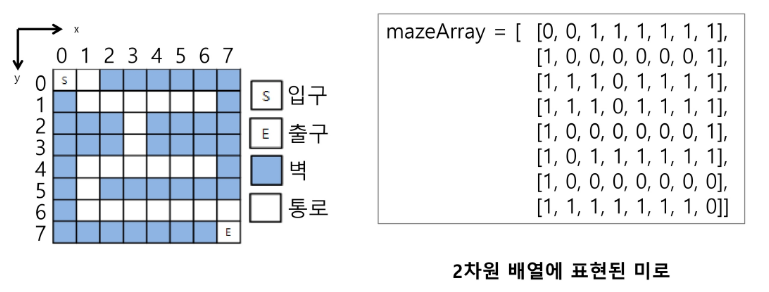 x
y
0 1 2 3 4 5 6 7
0
1
2
3
4
5
6
7
S
E
S 입구
E 출구
벽
통로
mazeArray = [ [0, 0, 1, 1, 1, 1, 1, 1],
[1, 0, 0, 0, 0, 0, 0, 1],
[1, 1, 1, 0, 1, 1, 1, 1],
[1, 1, 1, 0, 1, 1, 1, 1],
[1, 0, 0, 0, 0, 0, 0, 1],
[1, 0, 1, 1, 1, 1, 1, 1],
[1, 0, 0, 0, 0, 0, 0, 0],
[1, 1, 1, 1, 1, 1, 1, 0]]
2차원 배열에 표현된 미로